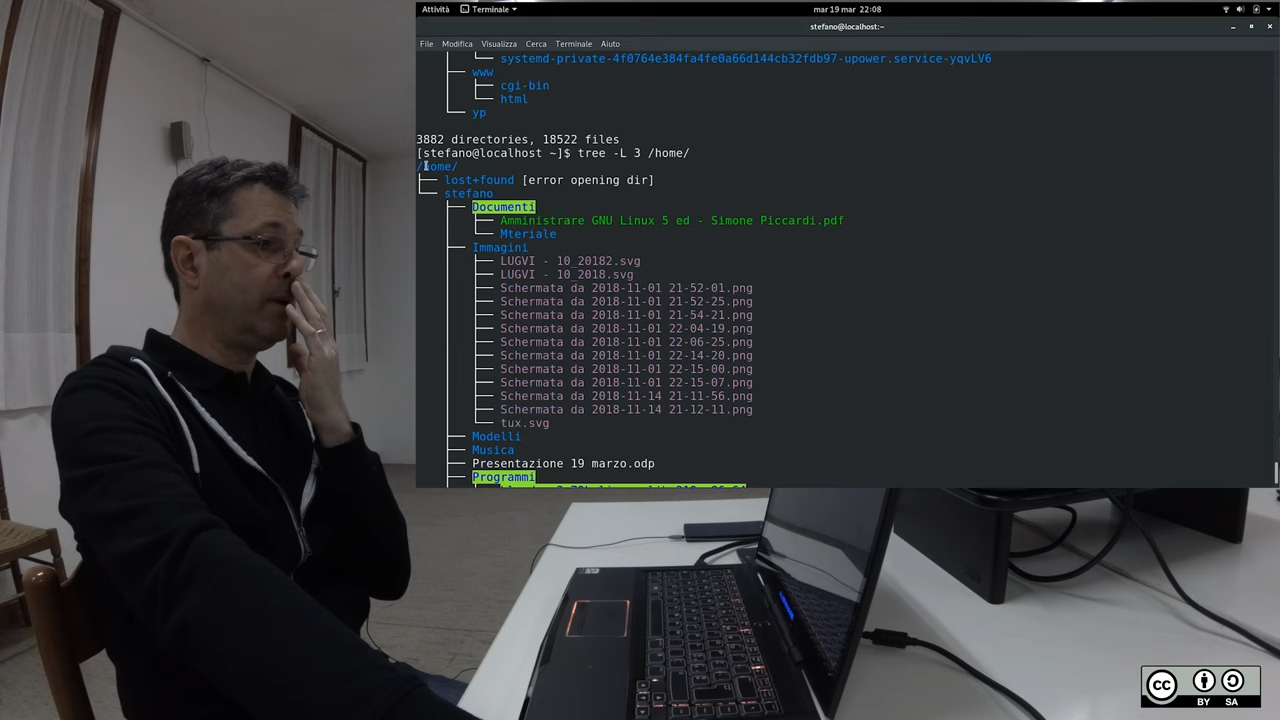 Attività Terminale mar 19 mar 22:08
stefano@localhost:~
File Modifica Visualizza Cerca Terminale Aiuto
systemd-private-4f0764e384fa4fe0a66d144cb32fdb97-upower.service-yqvLV6
www
cgi-bin
html
yp
3882 directories, 18522 files
[stefano@localhost ~]$ tree -L 3 /home/
/home/
lost+found [error opening dir]
stefano
Documenti
Amministrare GNU Linux 5 ed - Simone Piccardi.pdf
Mteriale
Immagini
LUGVI - 10_20182.svg
LUGVI - 10_2018.svg
Schermata da 2018-11-01 21-52-01.png
Schermata da 2018-11-01 21-52-25.png
Schermata da 2018-11-01 21-54-21.png
Schermata da 2018-11-01 22-04-19.png
Schermata da 2018-11-01 22-06-25.png
Schermata da 2018-11-01 22-14-20.png
Schermata da 2018-11-01 22-15-00.png
Schermata da 2018-11-01 22-15-07.png
Schermata da 2018-11-14 21-11-56.png
Schermata da 2018-11-14 21-12-11.png
tux.svg
Modelli
Musica
Presentazione 19 marzo.odp
Programmi
cc
BY SA